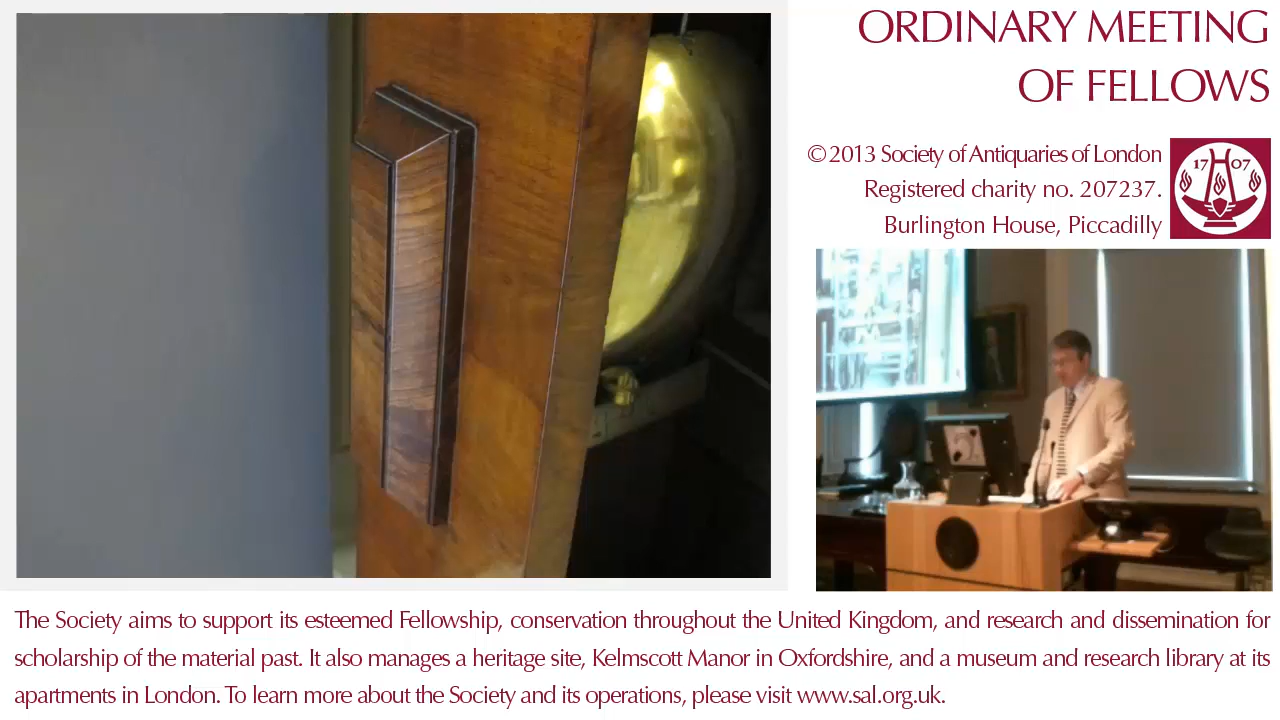 ORDINARY MEETING
OF FELLOWS
© 2013 Society of Antiquaries of London
Registered charity no. 207237.
Burlington House, Piccadilly
17 07
The Society aims to support its esteemed Fellowship, conservation throughout the United Kingdom, and research and dissemination for
scholarship of the material past. It also manages a heritage site, Kelmscott Manor in Oxfordshire, and a museum and research library at its
apartments in London. To learn more about the Society and its operations, please visit www.sal.org.uk.